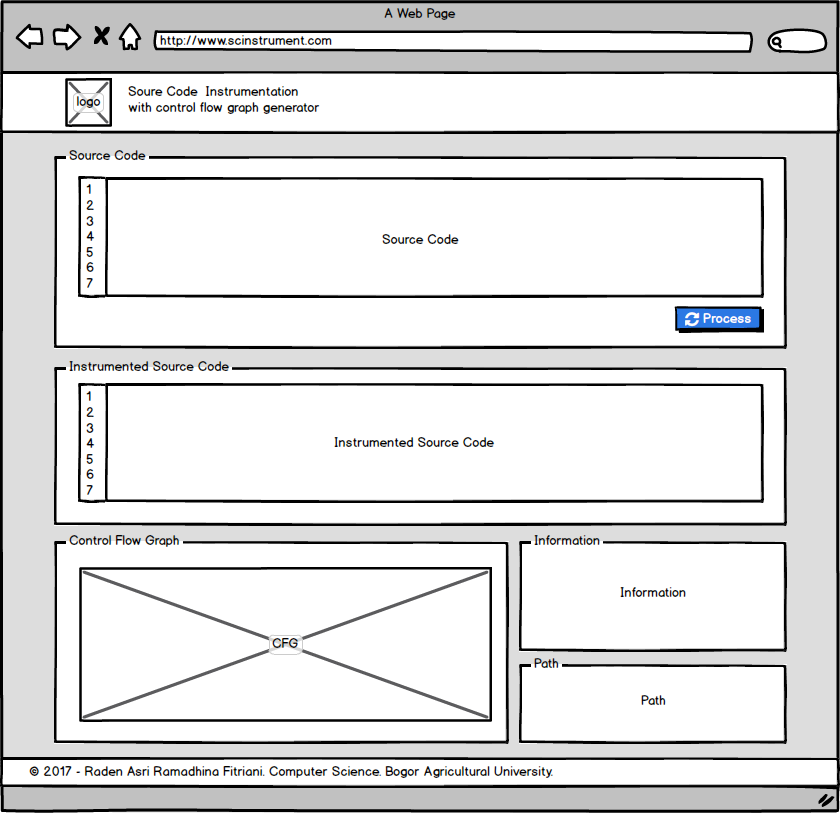 A Web Page
http://www.scinstrument.com
logo
Soure Code Instrumentation
with control flow graph generator
Source Code
1
2
3
4
5
6
7
Source Code
Process
Instrumented Source Code
1
2
3
4
5
6
7
Instrumented Source Code
Control Flow Graph
CFG
Information
Information
Path
Path
© 2017 - Raden Asri Ramadhina Fitriani. Computer Science. Bogor Agricultural University.